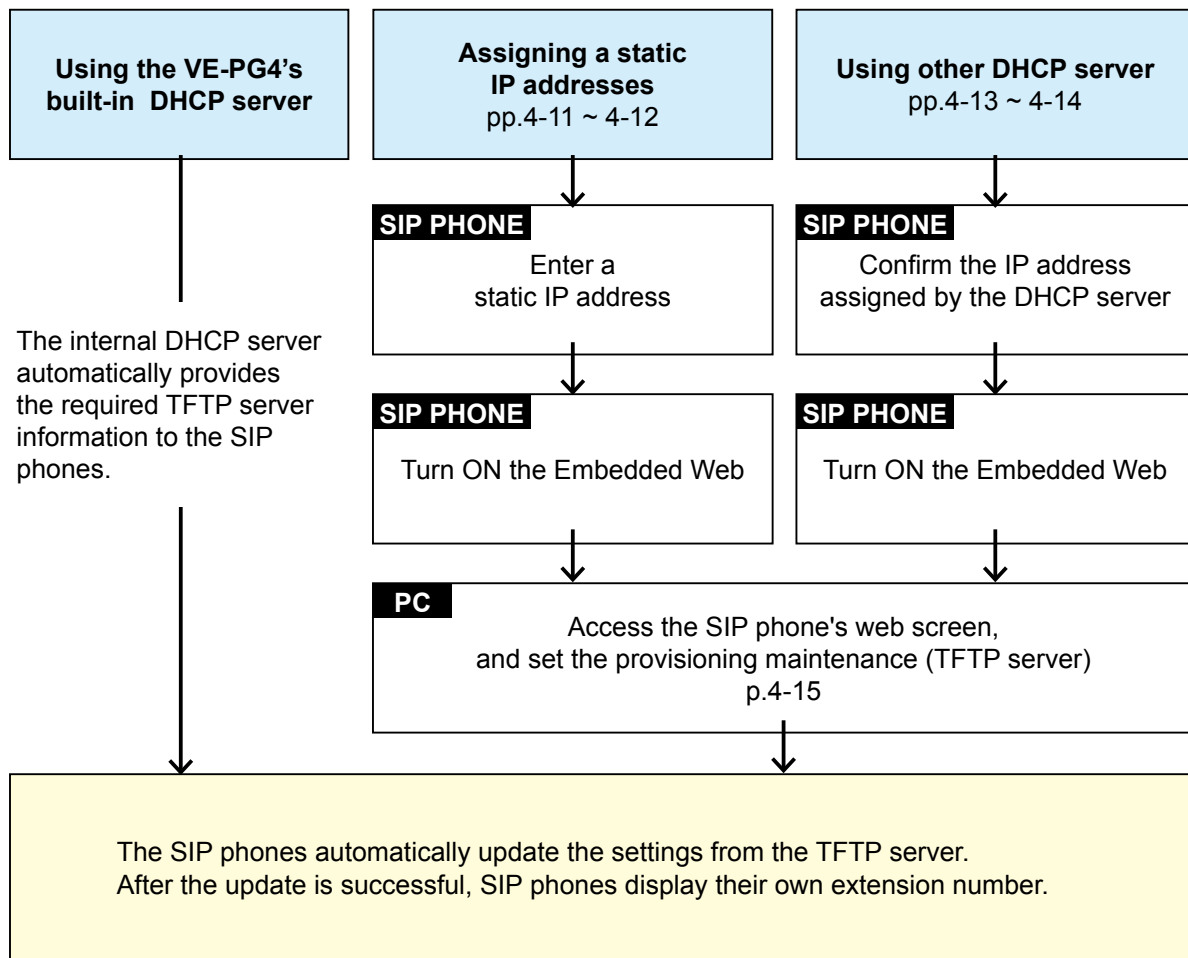 Using the VE-PG4's
built-in DHCP server
The internal DHCP server
automatically provides
the required TFTP server
information to the SIP
phones.
Assigning a static
IP addresses
pp.4-11 ~ 4-12
SIP PHONE
Enter a
static IP address
SIP PHONE
Turn ON the Embedded Web
Using other DHCP server
pp.4-13 ~ 4-14
SIP PHONE
Confirm the IP address
assigned by the DHCP server
SIP PHONE
Turn ON the Embedded Web
PC
Access the SIP phone's web screen,
and set the provisioning maintenance (TFTP server)
p.4-15
The SIP phones automatically update the settings from the TFTP server.
After the update is successful, SIP phones display their own extension number.